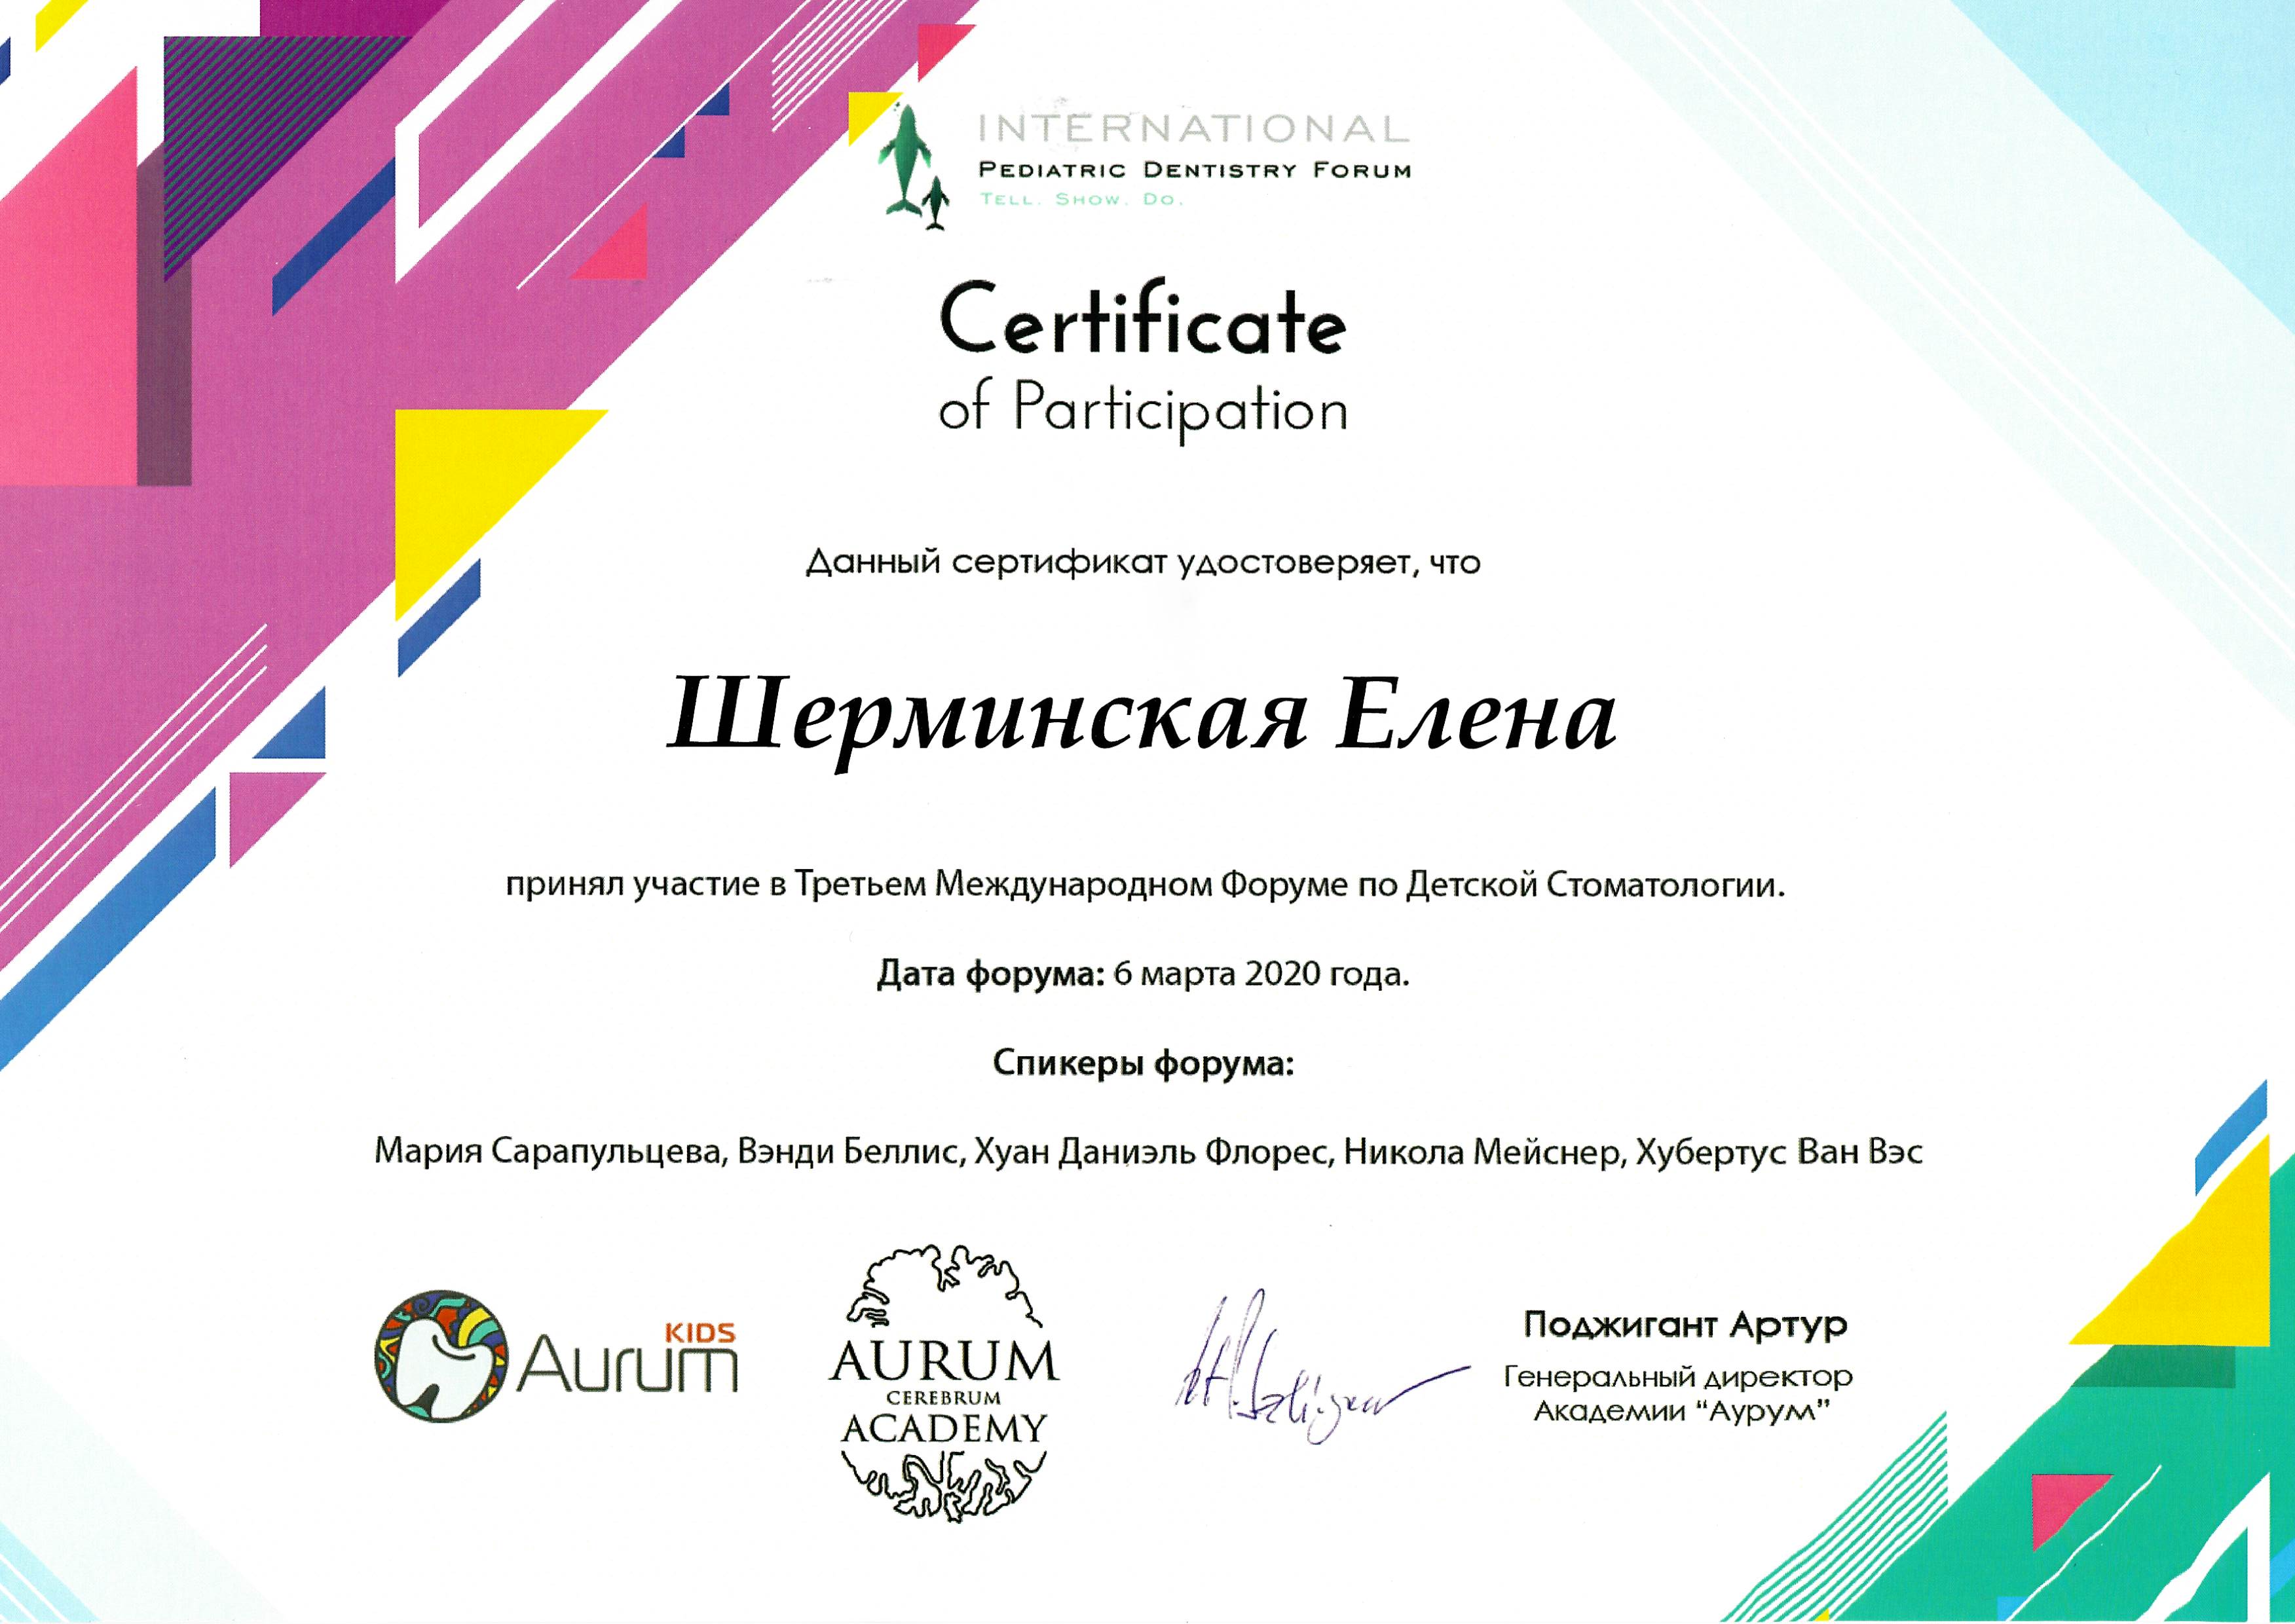 INTERNATIONAL
PEDIATRIC DENTISTRY FORUM
TELL. SHOW. DO.
Certificate
of Participation
Данный сертификат удостоверяет, что
Шерминская Елена
принял участие в Третьем Международном Форуме по Детской Стоматологии.
Дата форума: 6 марта 2020 года.
Спикеры форума:
Мария Сарапульцева, Вэнди Беллис, Хуан Даниэль Флорес, Никола Мейснер, Хубертус Ван Вэс
KIDS
Aurum
AURUM
CEREBRUM
ACADEMY
Поджигант Артур
Генеральный директор
Академии “Аурум”